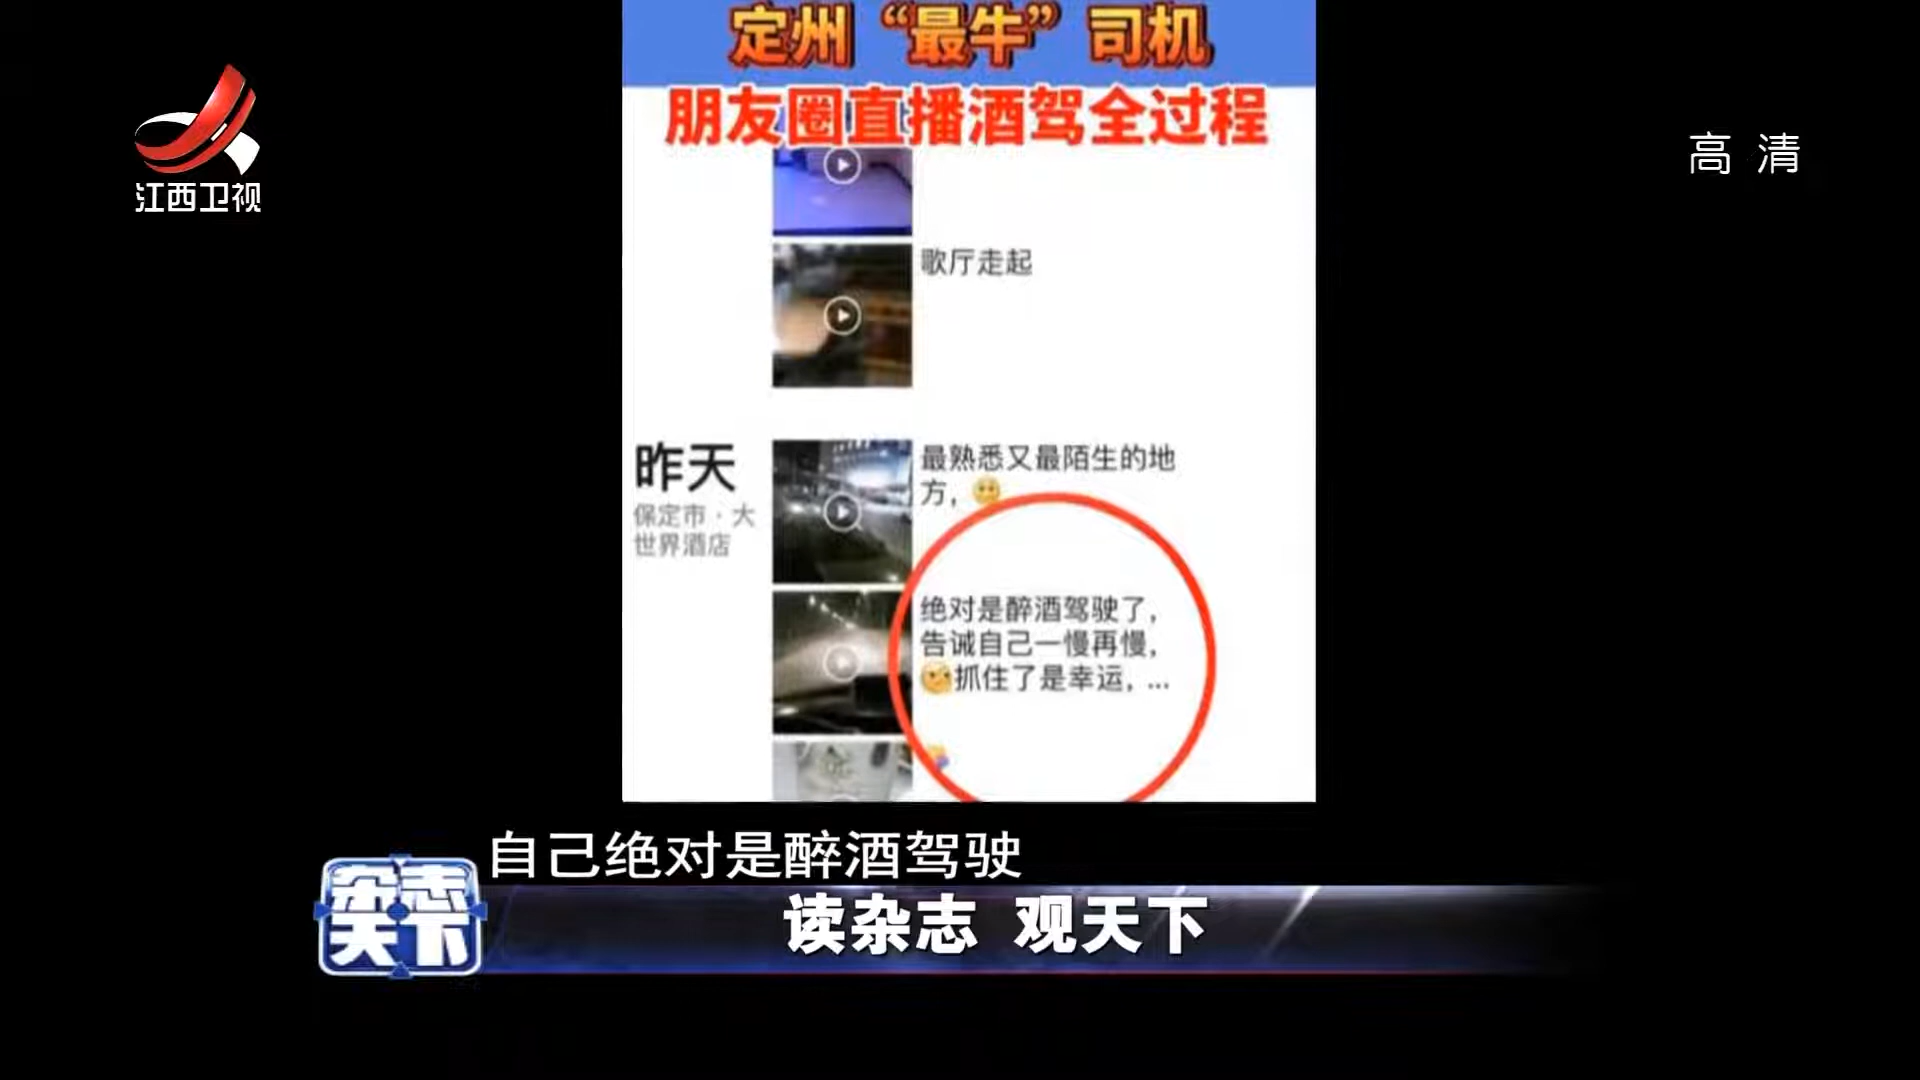 定州“最牛”司机
朋友圈直播酒驾全过程
江西卫视
高清
歌厅走起
昨天
保定市·大
世界酒店
最熟悉又最陌生的地
方，
绝对是醉酒驾驶了，
告诫自己一慢再慢，
抓住了是幸运，...
自己绝对是醉酒驾驶
杂志
天下
读杂志 观天下